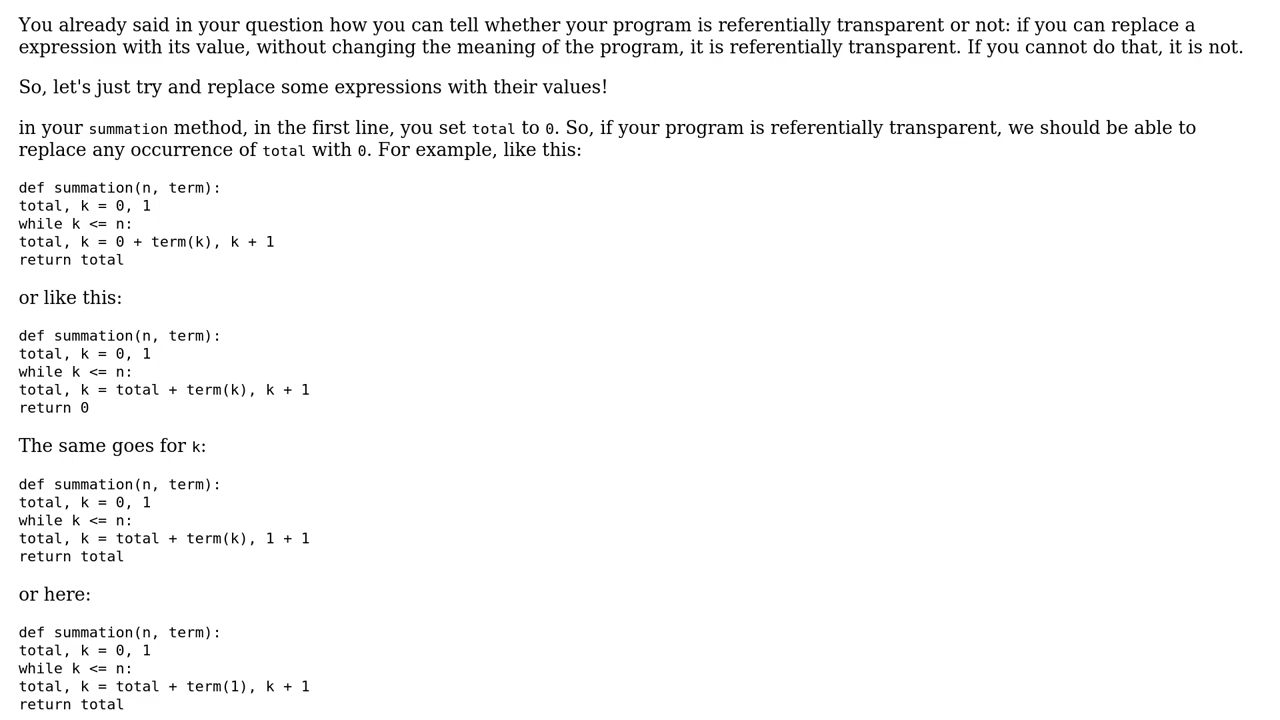 You already said in your question how you can tell whether your program is referentially transparent or not: if you can replace a
expression with its value, without changing the meaning of the program, it is referentially transparent. If you cannot do that, it is not.
So, let's just try and replace some expressions with their values!
in your summation method, in the first line, you set total to 0. So, if your program is referentially transparent, we should be able to
replace any occurrence of total with 0. For example, like this:
def summation(n, term):
total, k = 0, 1
while k <= n:
total, k = 0 + term(k), k + 1
return total
or like this:
def summation(n, term):
total, k = 0, 1
while k <= n:
total, k = total + term(k), k + 1
return 0
The same goes for k:
def summation(n, term):
total, k = 0, 1
while k <= n:
total, k = total + term(k), 1 + 1
return total
or here:
def summation(n, term):
total, k = 0, 1
while k <= n:
total, k = total + term(1), k + 1
return total